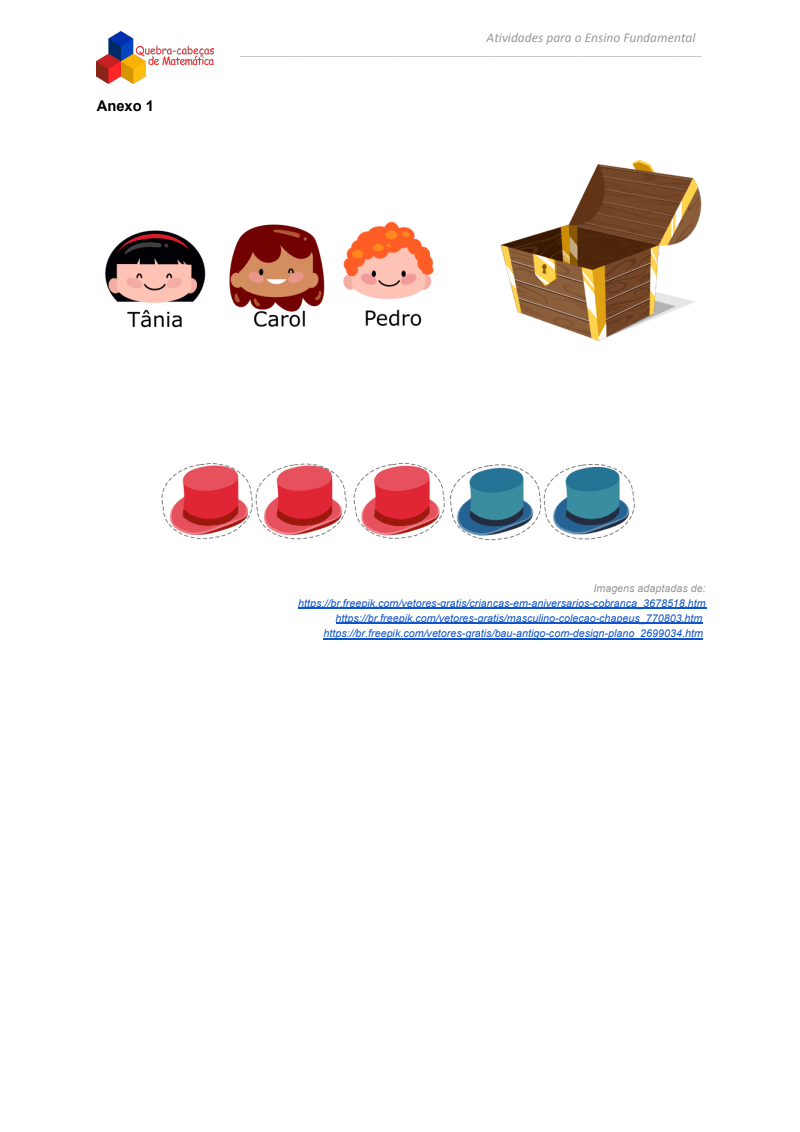 Quebra-cabeças
de Matemática
Atividades para o Ensino Fundamental
Anexo 1
Tânia
Carol
Pedro
Imagens adaptadas de:
https://br.freepik.com/vetores-gratis/criancas-em-aniversarios-cobranca_3678518.htm
https://br.freepik.com/vetores-gratis/masculino-colecao-chapeus_770803.htm
https://br.freepik.com/vetores-gratis/bau-antigo-com-design-plano_2699034.htm